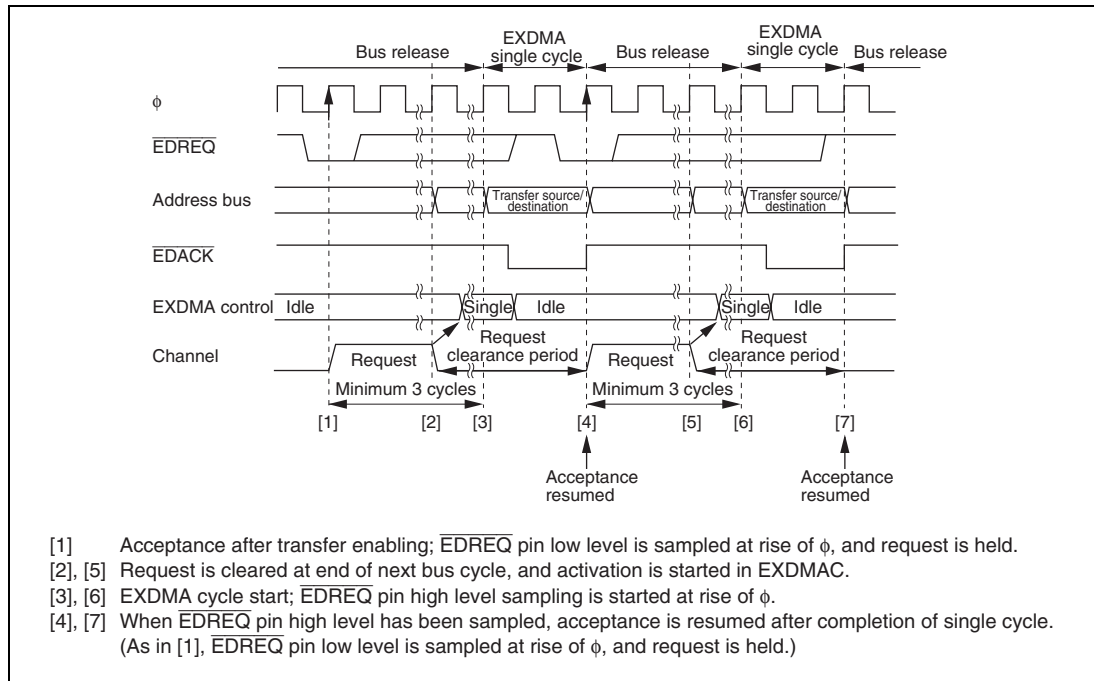 Bus release EXDMA single cycle Bus release EXDMA single cycle Bus release
ϕ
EDREQ
Address bus Transfer source/ destination Transfer source/ destination
EDACK
EXDMA control Idle Single Idle Single Idle
Channel Request Request clearance period Request Request clearance period
Minimum 3 cycles Minimum 3 cycles
[1] [2] [3] [4] [5] [6] [7]
Acceptance resumed Acceptance resumed
[1] Acceptance after transfer enabling; EDREQ pin low level is sampled at rise of ϕ, and request is held.
[2], [5] Request is cleared at end of next bus cycle, and activation is started in EXDMAC.
[3], [6] EXDMA cycle start; EDREQ pin high level sampling is started at rise of ϕ.
[4], [7] When EDREQ pin high level has been sampled, acceptance is resumed after completion of single cycle.
(As in [1], EDREQ pin low level is sampled at rise of ϕ, and request is held.)